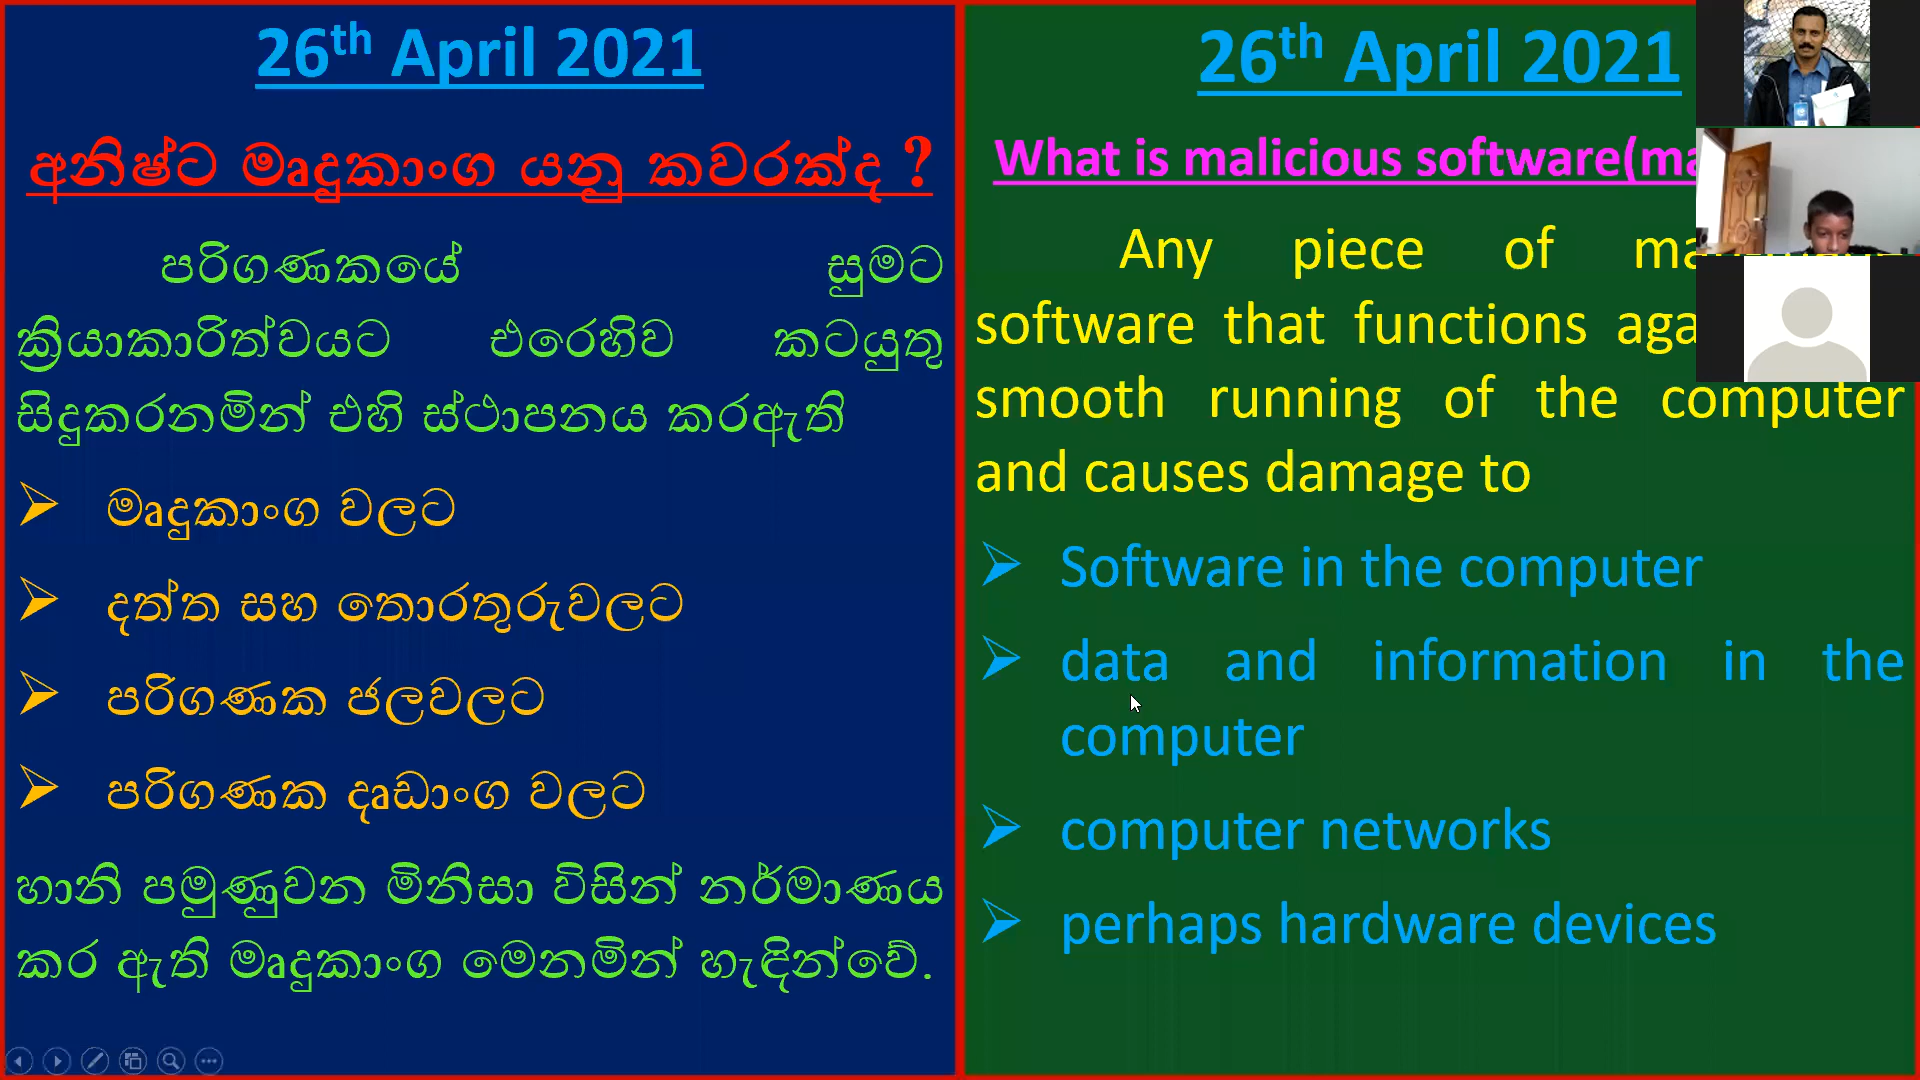 26th April 2021
අනිෂ්ට මෘදුකාංග යනු කවරක්ද ?
පරිගණකයේ සුමට
ක්‍රියාකාරිත්වයට එරෙහිව කටයුතු
සිදුකරනමින් එහි ස්ථාපනය කරඇති
➢ මෘදුකාංග වලට
➢ දත්ත සහ තොරතුරුවලට
➢ පරිගණක ජලවලට
➢ පරිගණක දෘඩාංග වලට
හානි පමුණුවන මිනිසා විසින් නර්මාණය
කර ඇති මෘදුකාංග මෙනමින් හැඳින්වේ.
26th April 2021
What is malicious software(ma
Any piece of
software that functions aga
smooth running of the computer
and causes damage to
➢ Software in the computer
➢ data and information in the
computer
➢ computer networks
➢ perhaps hardware devices